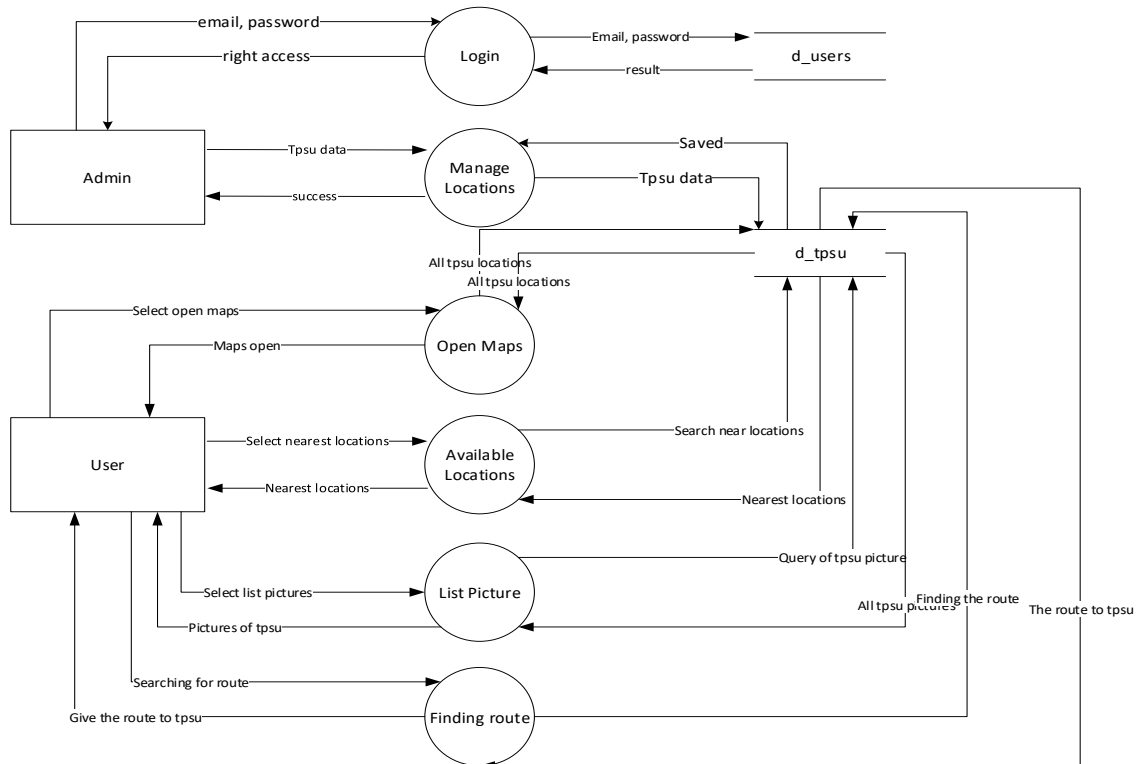 email, password
Login
Email, password
right access
d_users
result
Admin
Tpsu data
Manage
Locations
Saved
Tpsu data
success
d_tpsu
All tpsu locations
All tpsu locations
Select open maps
Open Maps
Maps open
User
Select nearest locations
Available
Locations
Search near locations
Nearest locations
Nearest locations
Query of tpsu picture
Select list pictures
List Picture
All tpsu pictures
Finding the route
The route to tpsu
Pictures of tpsu
Searching for route
Give the route to tpsu
Finding route